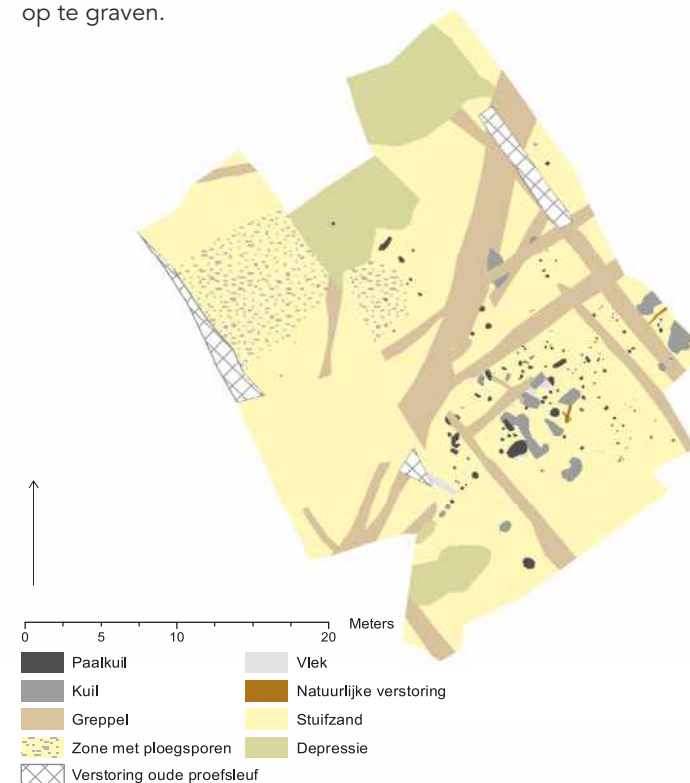 op te graven.
Meters
0 5 10 20
Paalkuil Vlek
Kuil Natuurlijke verstoring
Greppel Stuifzand
Zone met ploegsporen Depressie
Verstoring oude proefsleuf